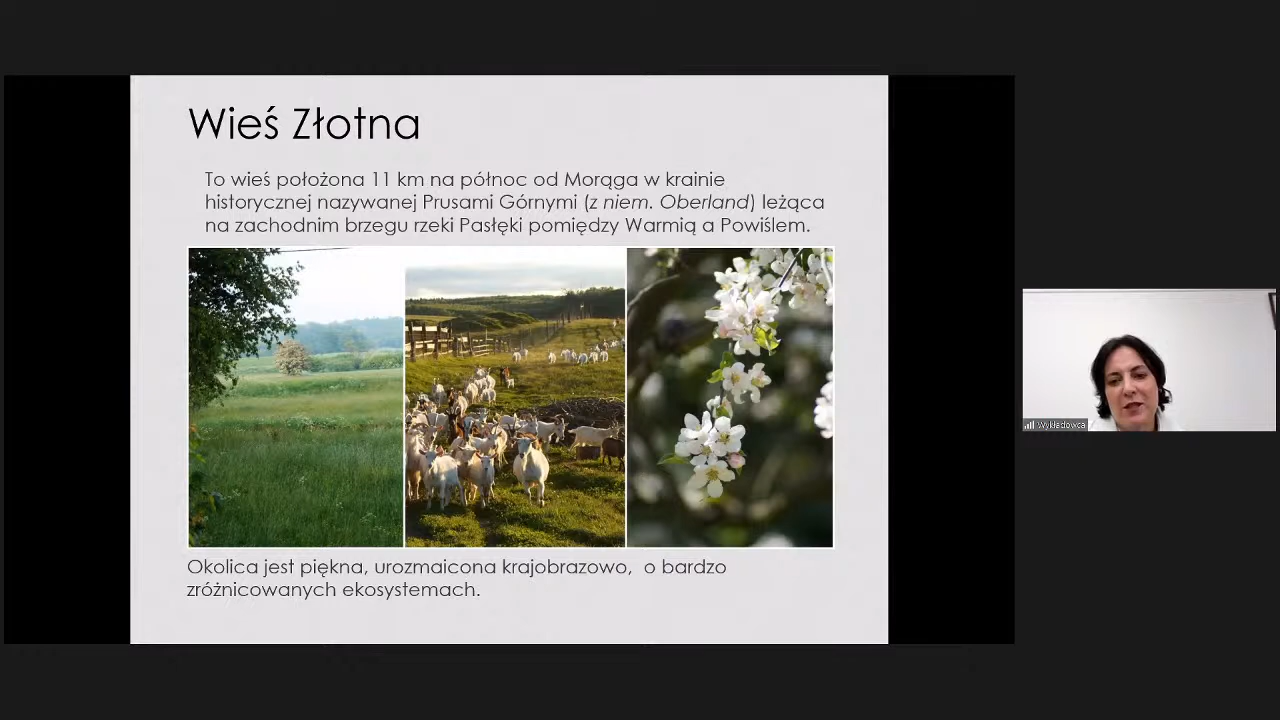 Wieś Złotna
To wieś położona 11 km na północ od Morąga w krainie
historycznej nazywanej Prusami Górnymi (z niem. Oberland) leżąca
na zachodnim brzegu rzeki Pasłęki pomiędzy Warmią a Powiślem.
Okolica jest piękna, urozmaicona krajobrazowo, o bardzo
zróżnicowanych ekosystemach.
Wykładowca